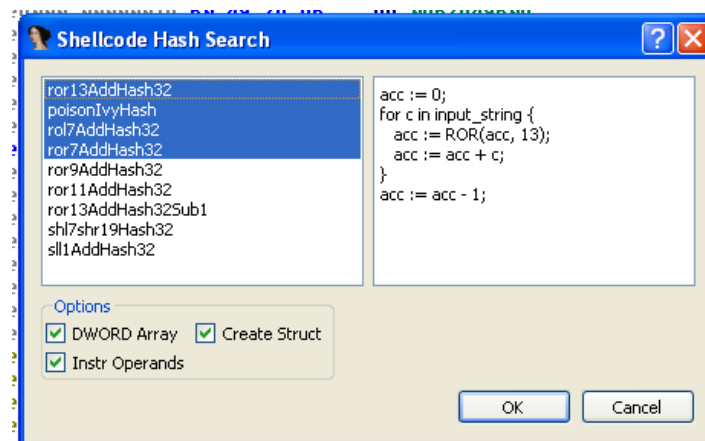 Shellcode Hash Search
ror13AddHash32
poisonIvyHash
rol7AddHash32
ror7AddHash32
ror9AddHash32
ror11AddHash32
ror13AddHash32Sub1
shl7shr19Hash32
sll1AddHash32
acc := 0;
for c in input_string {
acc := ROR(acc, 13);
acc := acc + c;
}
acc := acc - 1;
Options
DWORD Array
Create Struct
Instr Operands
OK
Cancel